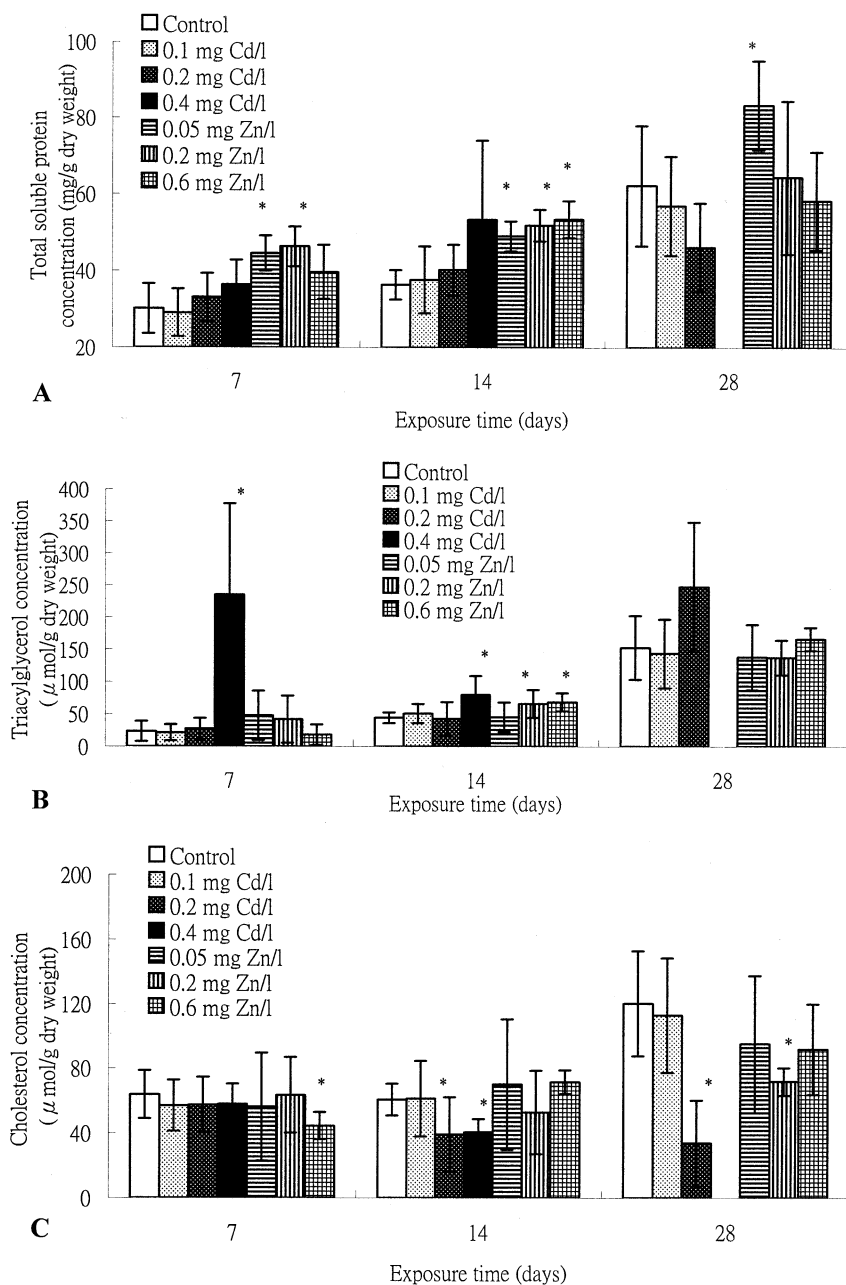 Control
0.1 mg Cd/l
0.2 mg Cd/l
0.4 mg Cd/l
0.05 mg Zn/l
0.2 mg Zn/l
0.6 mg Zn/l
Total soluble protein
concentration (mg/g dry weight)
100
80
60
40
20
* * * * * *
7 14 28
A
Exposure time (days)
Control
0.1 mg Cd/l
0.2 mg Cd/l
0.4 mg Cd/l
0.05 mg Zn/l
0.2 mg Zn/l
0.6 mg Zn/l
Triacylglycerol concentration
( μ mol/g dry weight)
400
350
300
250
200
150
100
50
0
* * * *
7 14 28
B
Exposure time (days)
Control
0.1 mg Cd/l
0.2 mg Cd/l
0.4 mg Cd/l
0.05 mg Zn/l
0.2 mg Zn/l
0.6 mg Zn/l
Cholesterol concentration
( μ mol/g dry weight)
200
160
120
80
40
0
* * * * *
7 14 28
C
Exposure time (days)